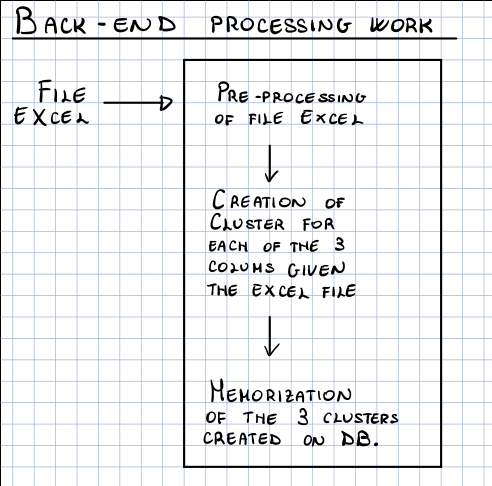 BACK-END PROCESSING WORK
FILE
EXCEL
PRE-PROCESSING
OF FILE EXCEL
CREATION OF
CLUSTER FOR
EACH OF THE 3
COLUMS GIVEN
THE EXCEL FILE
MEMORIZATION
OF THE 3 CLUSTERS
CREATED ON DB.